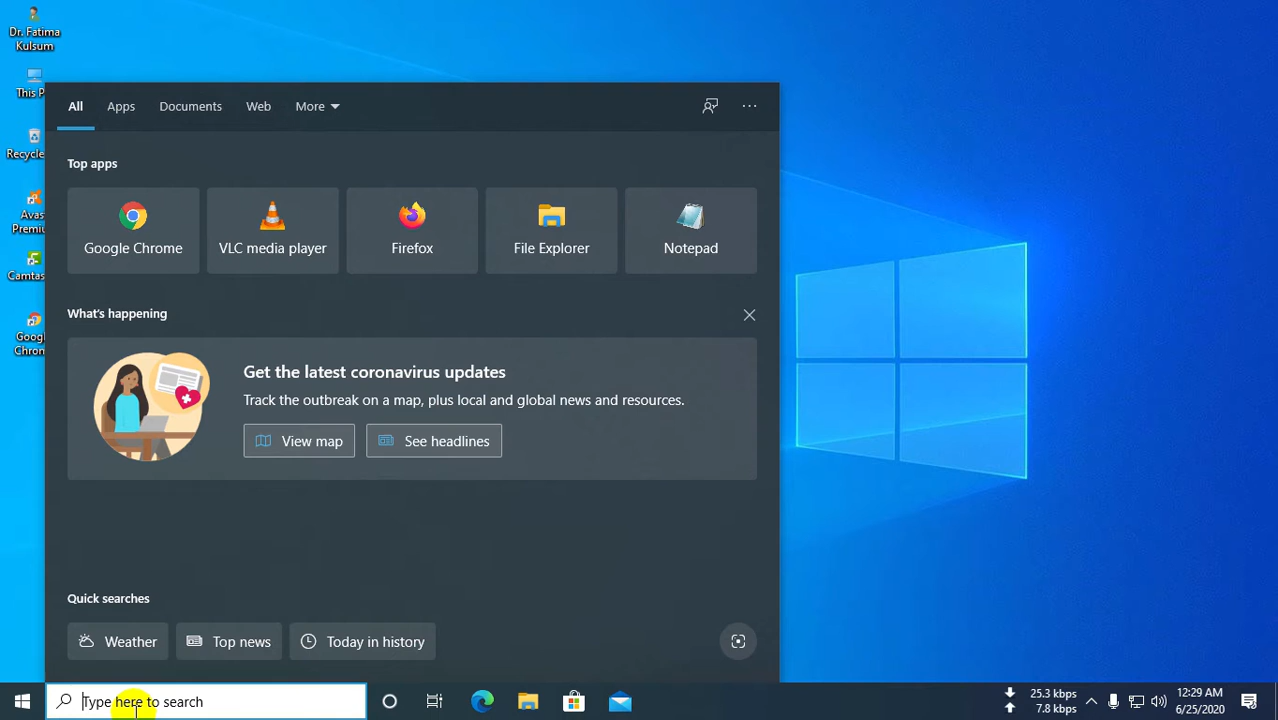 Dr. Fatima
Kulsum
This P
Recycle
Avas
Premiu
Camtas
Goog
Chron
All Apps Documents Web More
Top apps
Google Chrome VLC media player Firefox File Explorer Notepad
What's happening
Get the latest coronavirus updates
Track the outbreak on a map, plus local and global news and resources.
View map See headlines
Quick searches
Weather Top news Today in history
Type here to search
25.3 kbps
7.8 kbps
12:29 AM
6/25/2020